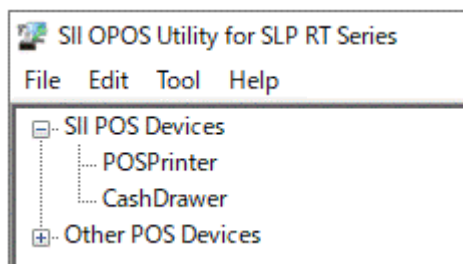 SII OPOS Utility for SLP RT Series
File Edit Tool Help
SII POS Devices
POSPrinter
CashDrawer
Other POS Devices